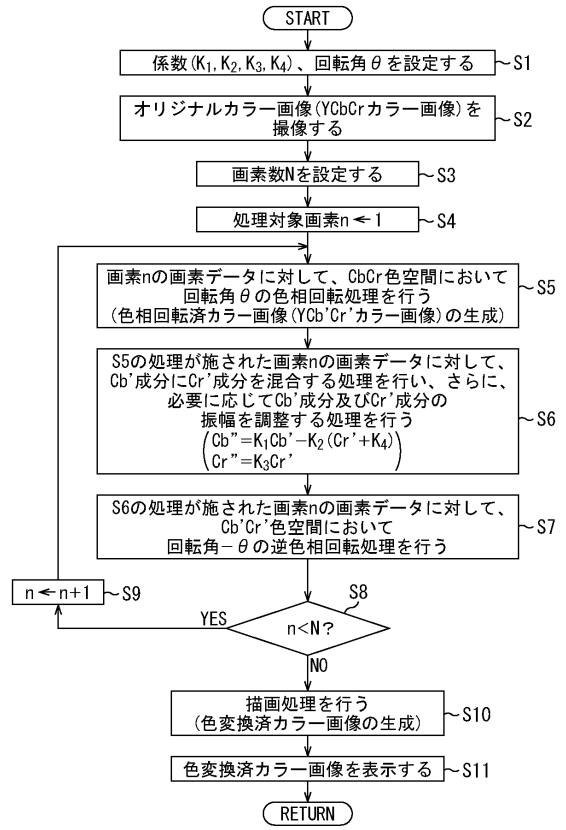 START
係数(K₁,K₂,K₃,K₄)、回転角θを設定する
S1
オリジナルカラー画像(YCbCrカラー画像)を
撮像する
S2
画素数Nを設定する
S3
処理対象画素n←1
S4
画素nの画素データに対して、CbCr色空間において
回転角θの色相回転処理を行う
(色相回転済カラー画像(YCb'Cr'カラー画像)の生成)
S5
S5の処理が施された画素nの画素データに対して、
Cb'成分にCr'成分を混合する処理を行い、さらに、
必要に応じてCb'成分及びCr'成分の
振幅を調整する処理を行う
(Cb"=K₁Cb'-K₂(Cr'+K₄)
Cr"=K₃Cr')
S6
S6の処理が施された画素nの画素データに対して、
Cb'Cr'色空間において
回転角-θの逆色相回転処理を行う
S7
n←n+1
S9
S8
n<N?
YES
NO
描画処理を行う
(色変換済カラー画像の生成)
S10
色変換済カラー画像を表示する
S11
RETURN